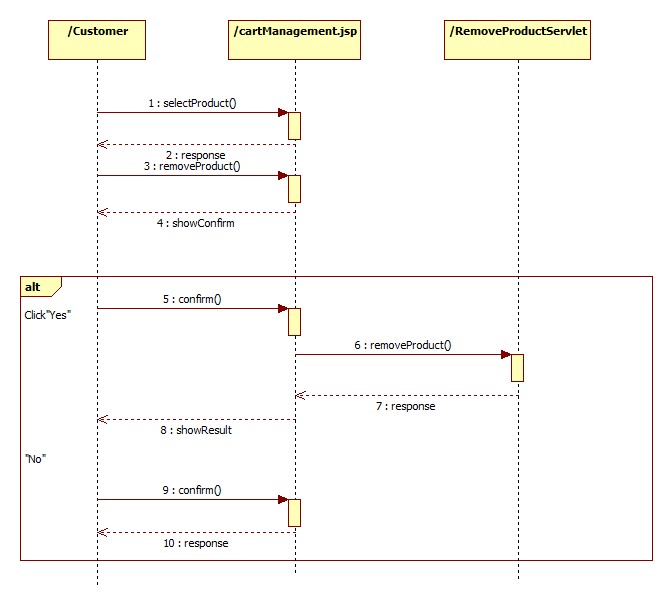 /Customer
/cartManagement.jsp
/RemoveProductServlet
1 : selectProduct()
2 : response
3 : removeProduct()
4 : showConfirm
alt
5 : confirm()
Click"Yes"
6 : removeProduct()
7 : response
8 : showResult
"No"
9 : confirm()
10 : response